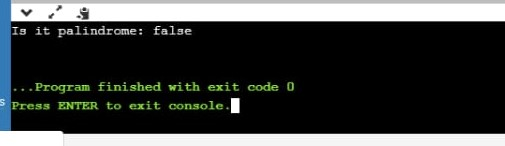 Is it palindrome: false
...Program finished with exit code 0
s
Press ENTER to exit console.